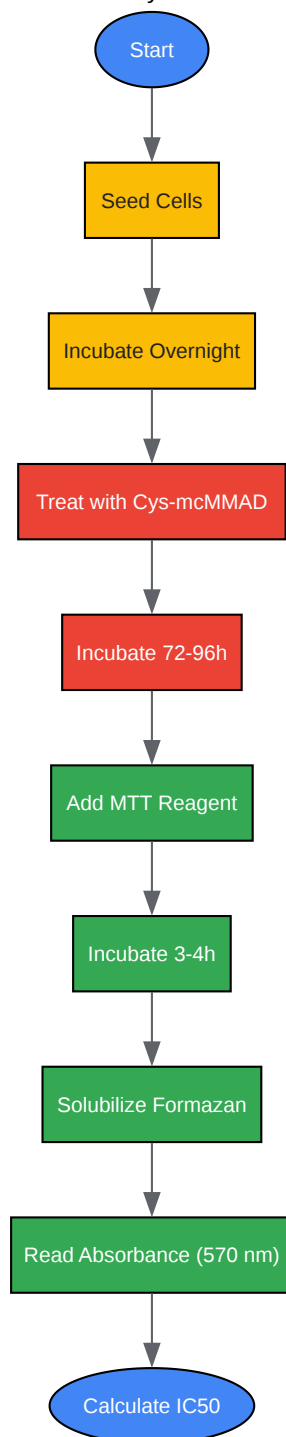 Start
Seed Cells
Incubate Overnight
Treat with Cys-mcMMAD
Incubate 72-96h
Add MTT Reagent
Incubate 3-4h
Solubilize Formazan
Read Absorbance (570 nm)
Calculate IC50